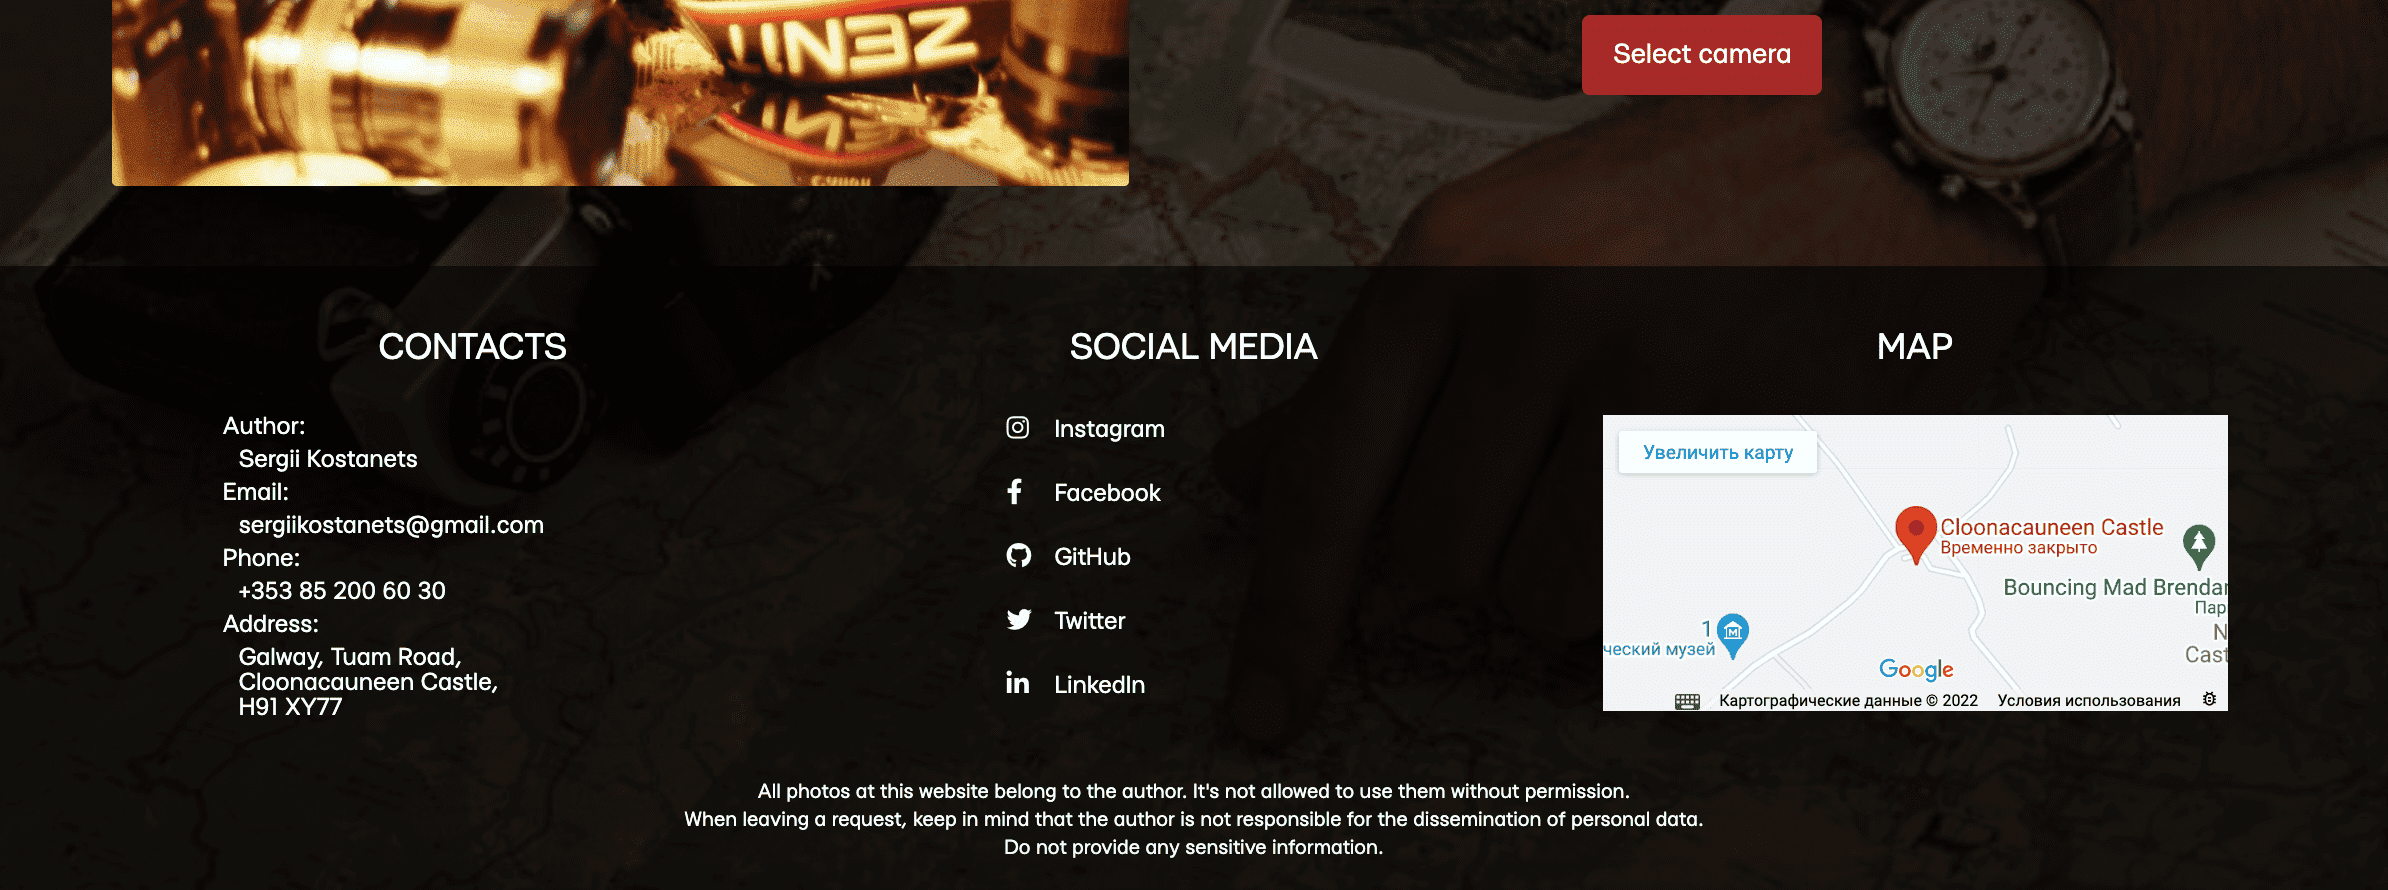 ZENIT
Select camera
CONTACTS
Author:
Sergii Kostanets
Email:
sergiikostanets@gmail.com
Phone:
+353 85 200 60 30
Address:
Galway, Tuam Road,
Cloonacauneen Castle,
H91 XY77
SOCIAL MEDIA
Instagram
Facebook
GitHub
Twitter
LinkedIn
MAP
Увеличить карту
Cloonacauneen Castle
Временно закрыто
Bouncing Mad Brendan
Пар
N
Cast
1
ческий музей
Google
Картографические данные © 2022
Условия использования
All photos at this website belong to the author. It's not allowed to use them without permission.
When leaving a request, keep in mind that the author is not responsible for the dissemination of personal data.
Do not provide any sensitive information.